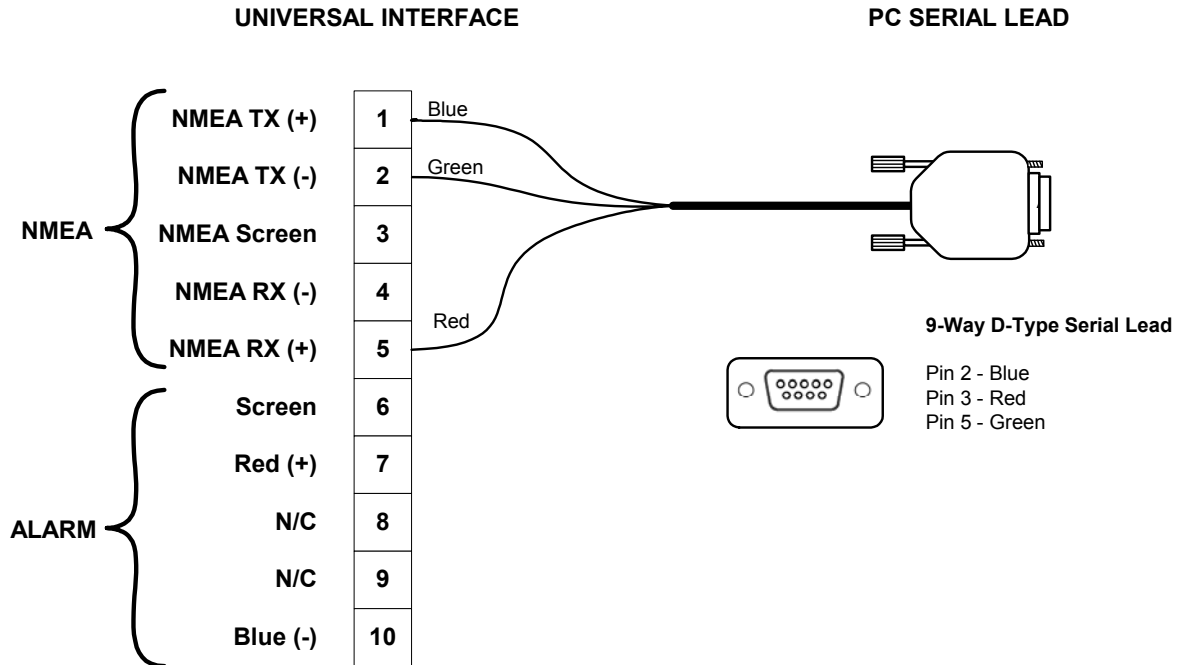 UNIVERSAL INTERFACE
PC SERIAL LEAD
NMEA
NMEA TX (+) 1 Blue
NMEA TX (-) 2 Green
NMEA Screen 3
NMEA RX (-) 4
NMEA RX (+) 5 Red
ALARM
Screen 6
Red (+) 7
N/C 8
N/C 9
Blue (-) 10
9-Way D-Type Serial Lead
Pin 2 - Blue
Pin 3 - Red
Pin 5 - Green